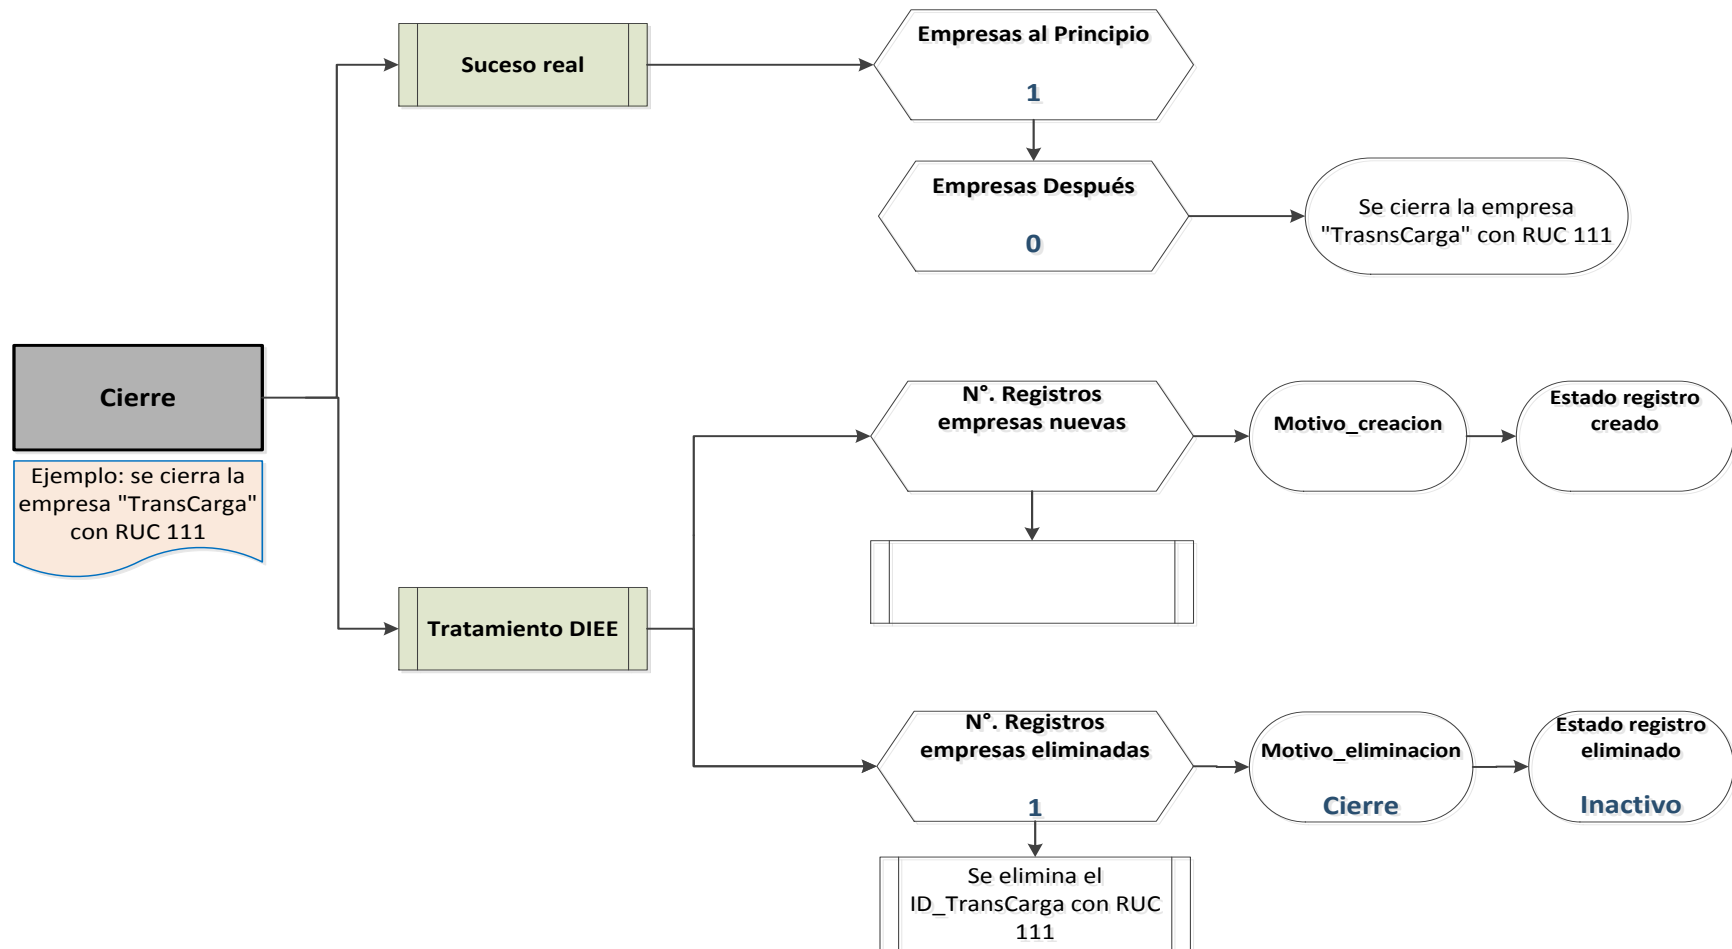 Suceso real
Empresas al Principio
1
Empresas Después
0
Se cierra la empresa
"TrasnsCarga" con RUC 111
Cierre
Ejemplo: se cierra la
empresa "TransCarga"
con RUC 111
Tratamiento DIEE
N°. Registros
empresas nuevas
Motivo_creacion
Estado registro
creado
N°. Registros
empresas eliminadas
1
Motivo_eliminacion
Cierre
Estado registro
eliminado
Inactivo
Se elimina el
ID_TransCarga con RUC
111